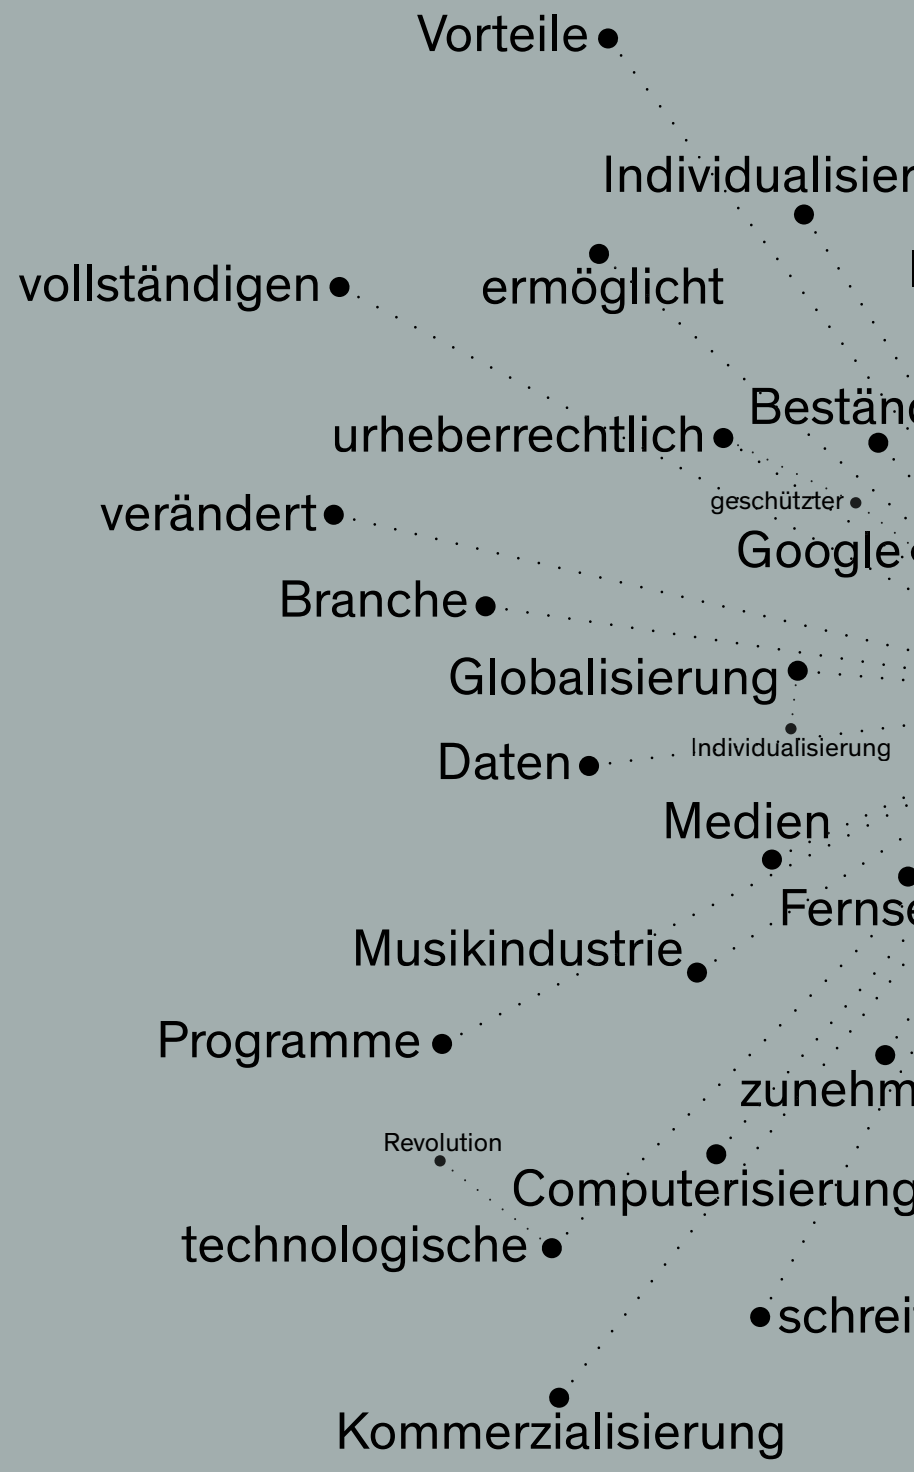 Vorteile
Individualisier
vollständigen
ermöglicht
Bestän
urheberrechtlich
geschützter
verändert
Google
Branche
Globalisierung
Individualisierung
Daten
Medien
Fernse
Musikindustrie
Programme
zunehm
Revolution
Computerisierung
technologische
schrei
Kommerzialisierung